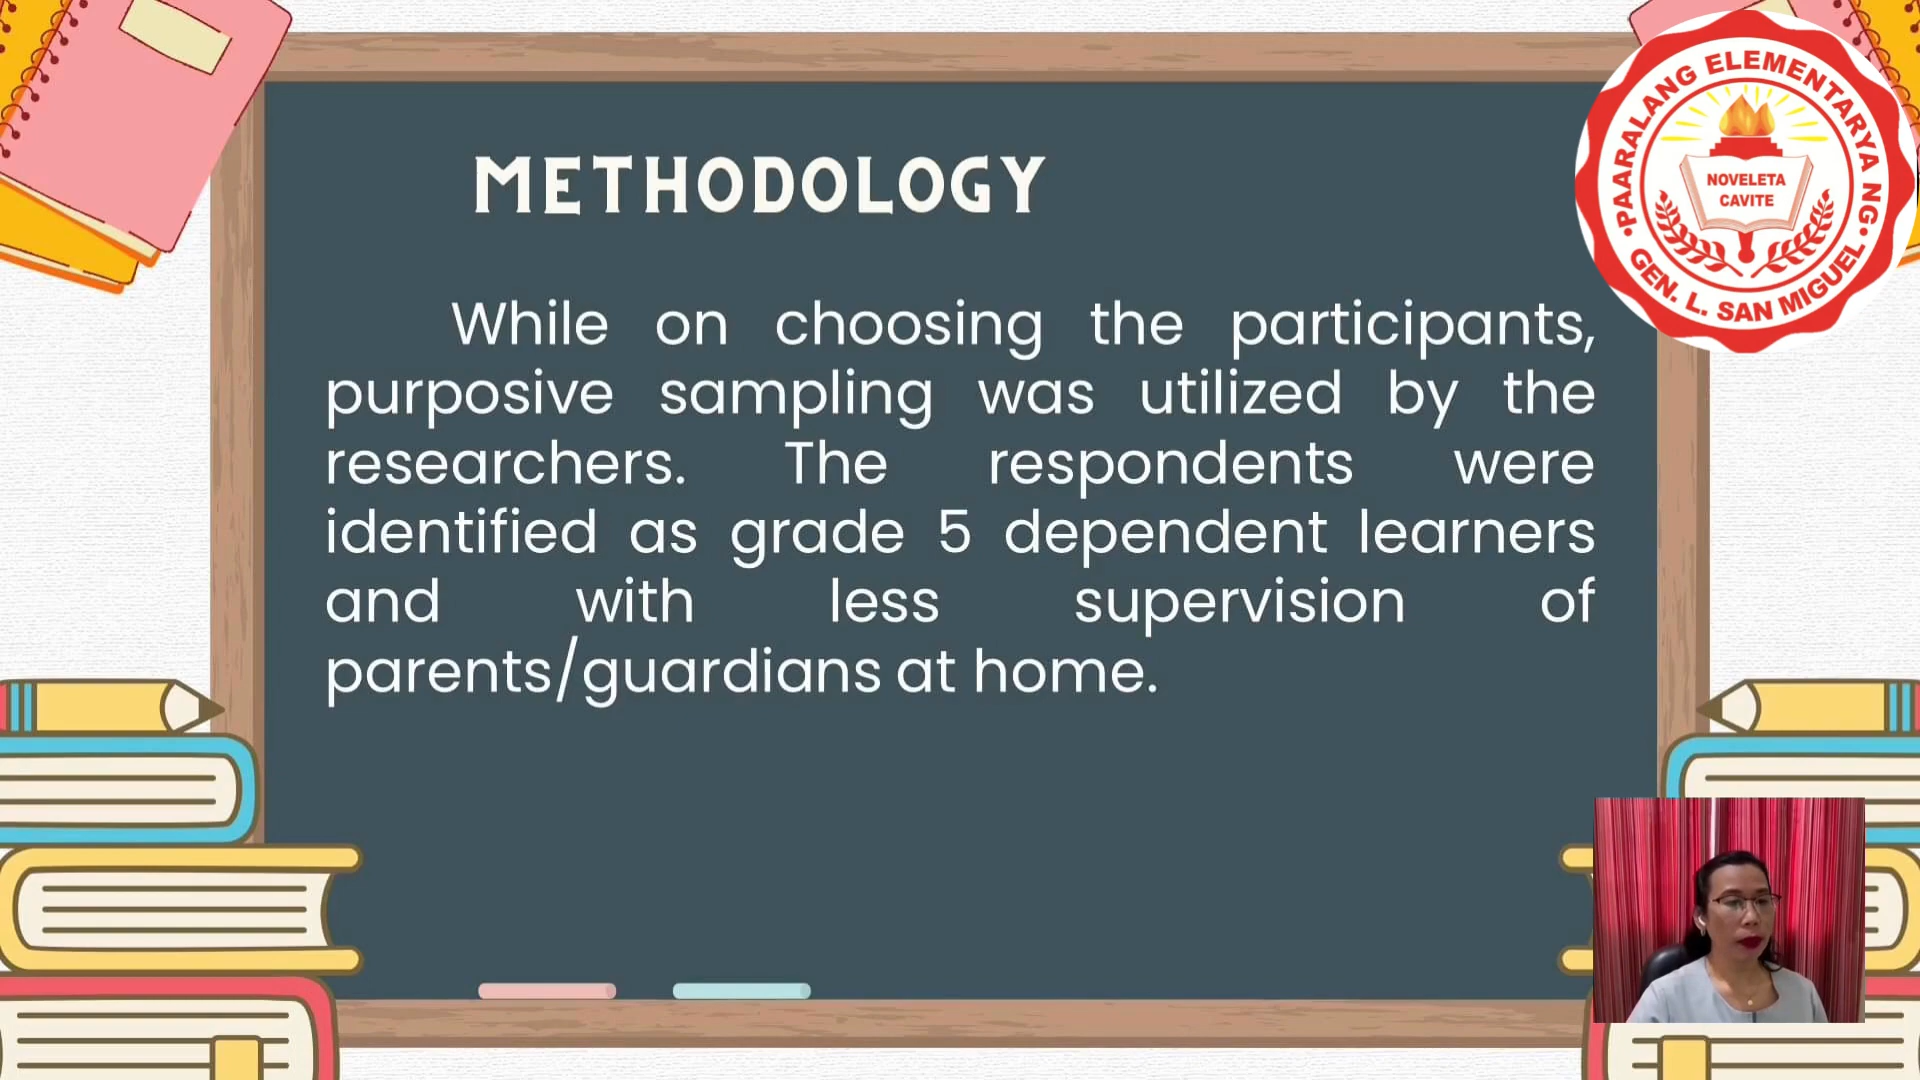 METHODOLOGY
While on choosing the participants,
purposive sampling was utilized by the
researchers. The respondents were
identified as grade 5 dependent learners
and with less supervision of
parents/guardians at home.
PAARALANG ELEMENTARYA NG
GEN. L. SAN MIGUEL
NOVELETA
CAVITE